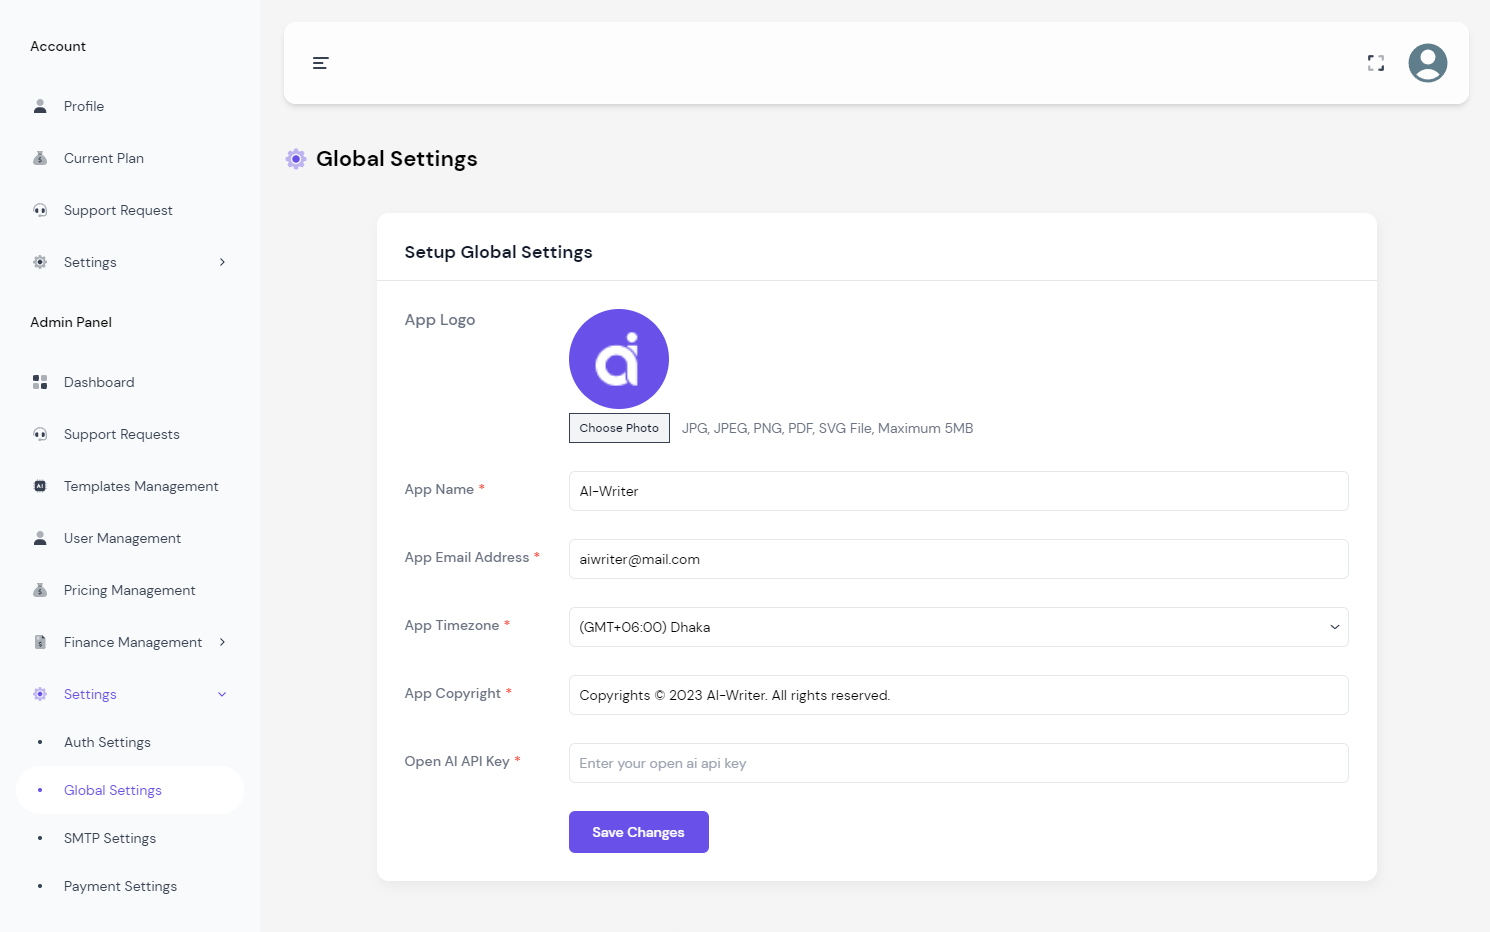 Account
Profile
Current Plan
Support Request
Settings
Admin Panel
Dashboard
Support Requests
Templates Management
User Management
Pricing Management
Finance Management
Settings
Auth Settings
Global Settings
SMTP Settings
Payment Settings
Global Settings
Setup Global Settings
App Logo
ai
Choose Photo JPG, JPEG, PNG, PDF, SVG File, Maximum 5MB
App Name * AI-Writer
App Email Address * aiwriter@mail.com
App Timezone * (GMT+06:00) Dhaka
App Copyright * Copyrights © 2023 AI-Writer. All rights reserved.
Open AI API Key * Enter your open ai api key
Save Changes